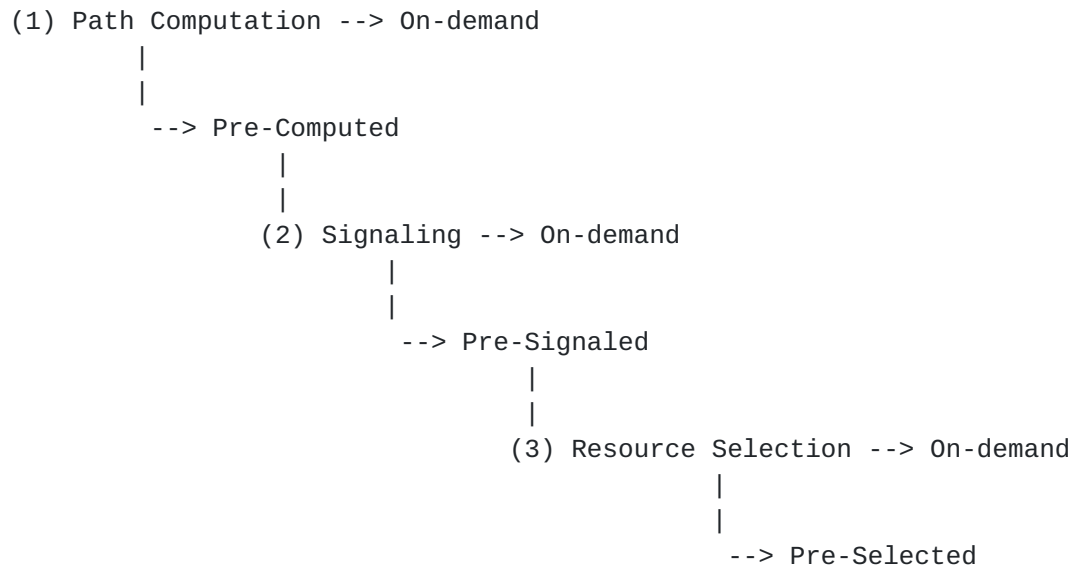 (1) Path Computation --> On-demand
         |
         |
          --> Pre-Computed
                  |
                  |
                (2) Signaling --> On-demand
                         |
                         |
                          --> Pre-Signaled
                                  |
                                  |
                                (3) Resource Selection --> On-demand
                                              |
                                              |
                                               --> Pre-Selected